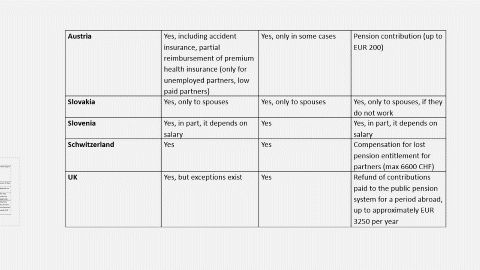 Austria
Yes, including accident
insurance, partial
reimbursement of premium
health insurance (only for
unemployed partners, low
paid partners)
Yes, only in some cases
Pension contribution (up to
EUR 200)
Slovakia
Yes, only to spouses
Yes, only to spouses
Yes, only to spouses, if they
do not work
Slovenia
Yes, in part, it depends on
salary
Yes
Yes, in part, it depends on
salary
Schwitzerland
Yes
Yes
Compensation for lost
pension entitlement for
partners (max 6600 CHF)
UK
Yes, but exceptions exist
Yes
Refund of contributions
paid to the public pension
system for a period abroad,
up to approximately EUR
3250 per year